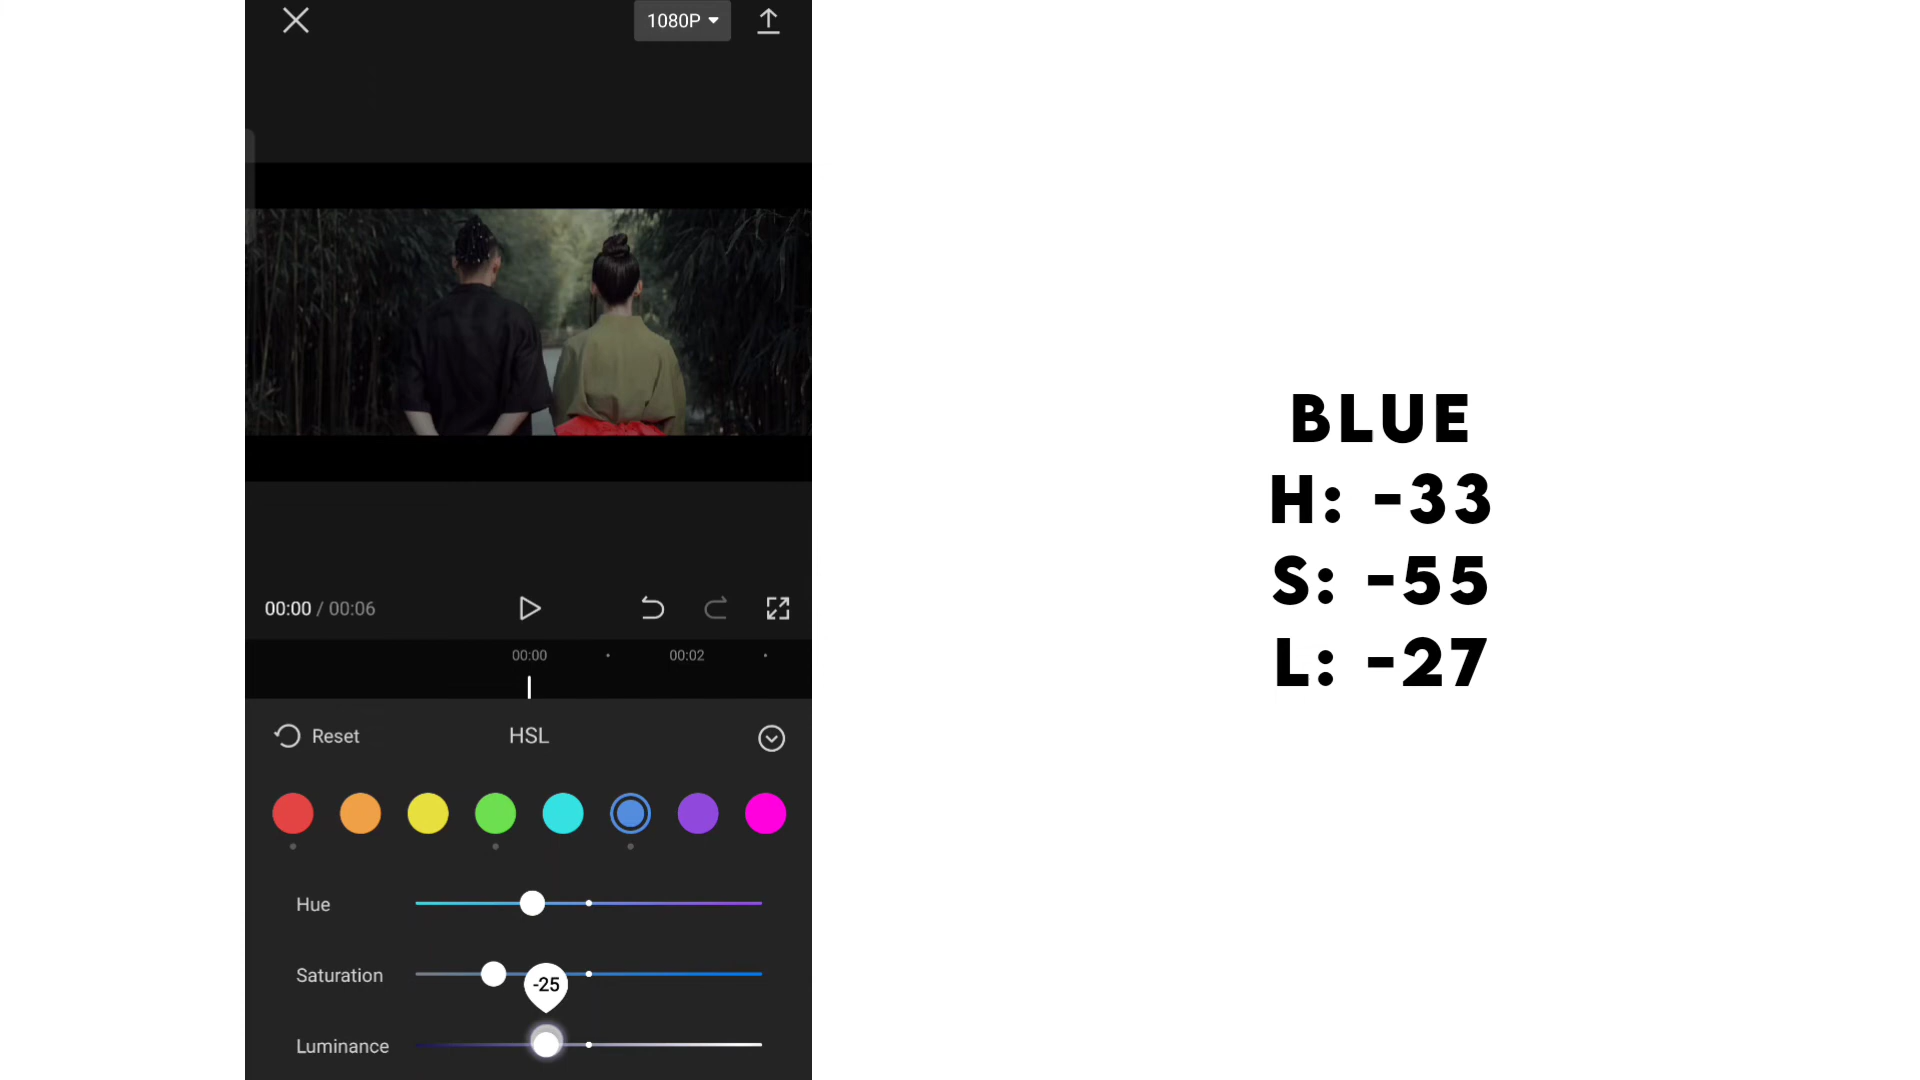 1080P
00:00 / 00:06
00:00
00:02
Reset
HSL
Hue
Saturation
-25
Luminance
BLUE
H: -33
S: -55
L: -27